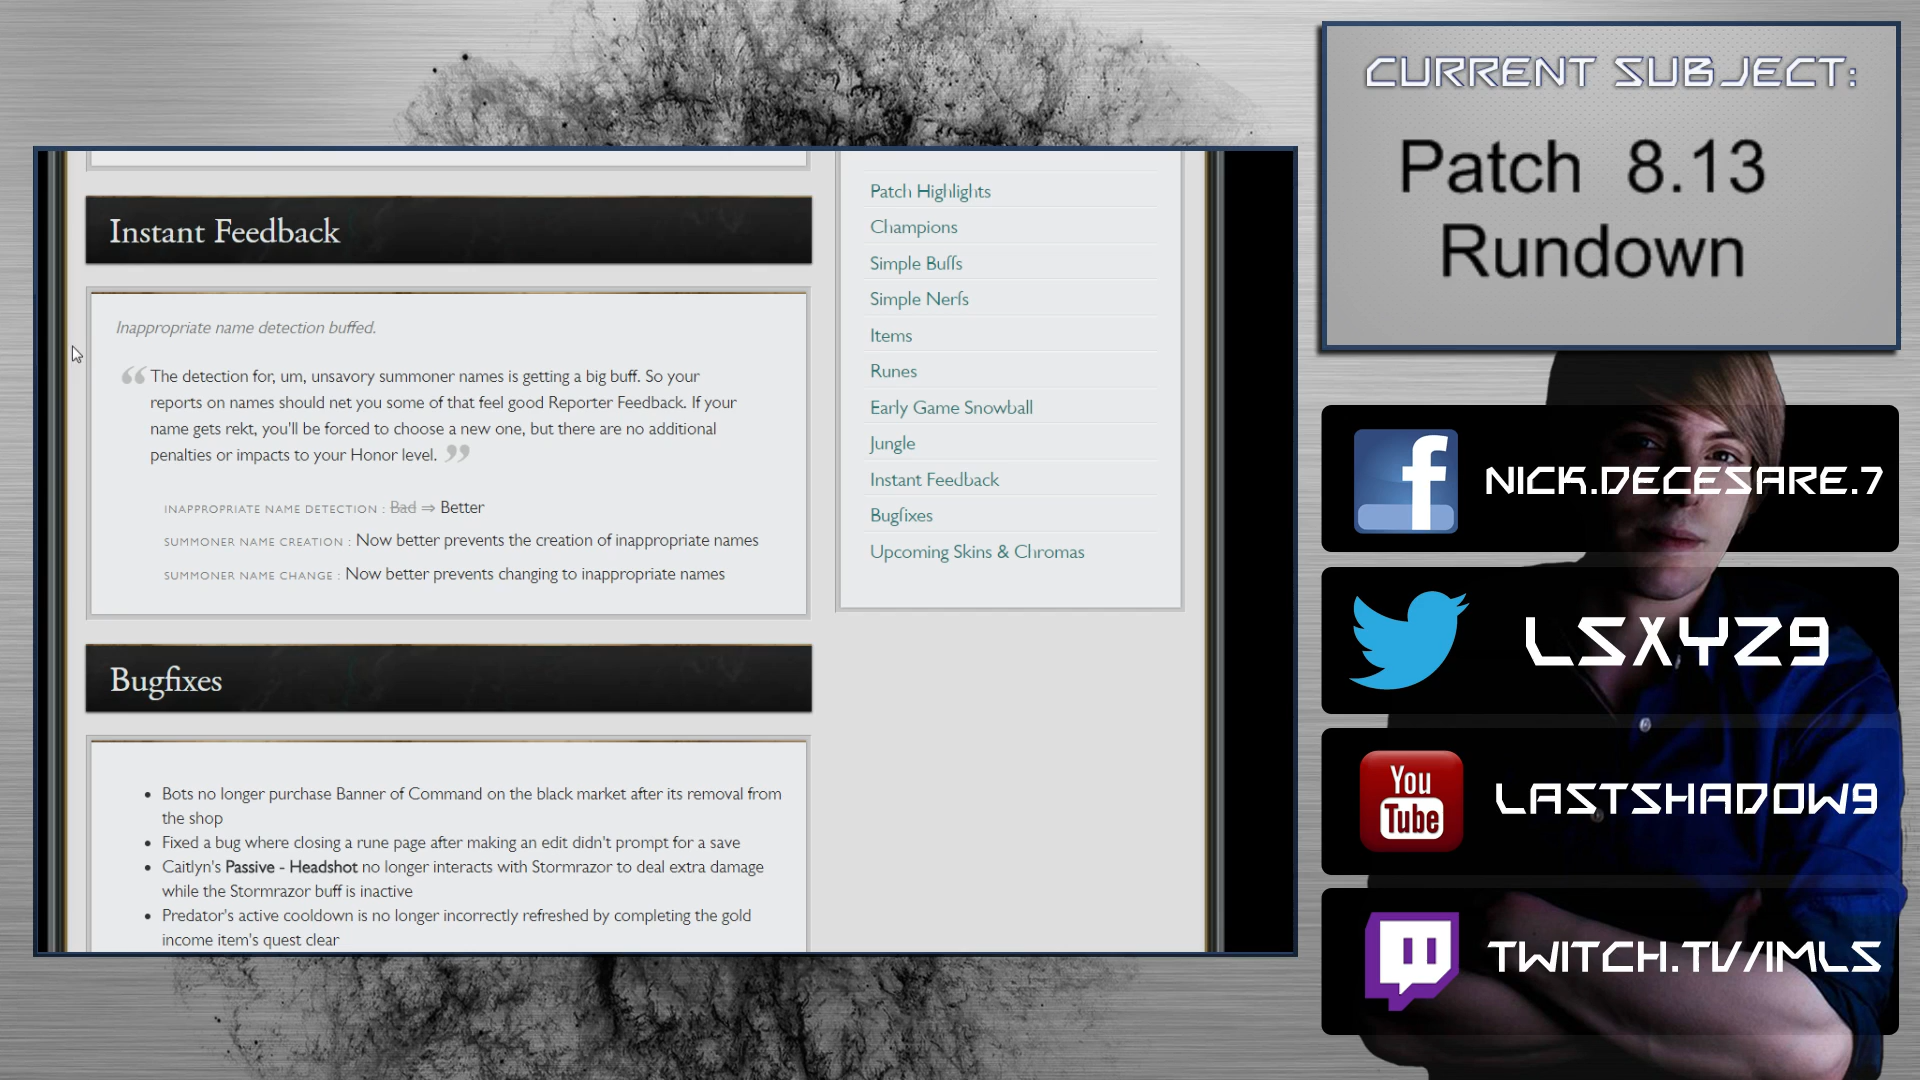 CURRENT SUBJECT:
Patch 8.13
Rundown
Instant Feedback
Inappropriate name detection buffed.
“ The detection for, um, unsavory summoner names is getting a big buff. So your
reports on names should net you some of that feel good Reporter Feedback. If your
name gets rekt, you'll be forced to choose a new one, but there are no additional
penalties or impacts to your Honor level. ”
INAPPROPRIATE NAME DETECTION : Bad ⇒ Better
SUMMONER NAME CREATION : Now better prevents the creation of inappropriate names
SUMMONER NAME CHANGE : Now better prevents changing to inappropriate names
Bugfixes
• Bots no longer purchase Banner of Command on the black market after its removal from
the shop
• Fixed a bug where closing a rune page after making an edit didn't prompt for a save
• Caitlyn's Passive - Headshot no longer interacts with Stormrazor to deal extra damage
while the Stormrazor buff is inactive
• Predator's active cooldown is no longer incorrectly refreshed by completing the gold
income item's quest clear
Patch Highlights
Champions
Simple Buffs
Simple Nerfs
Items
Runes
Early Game Snowball
Jungle
Instant Feedback
Bugfixes
Upcoming Skins & Chromas
f
NICK.DECESARE.7
LSXYZ9
You
Tube
LASTSHADOW9
TWITCH.TV/IMLS